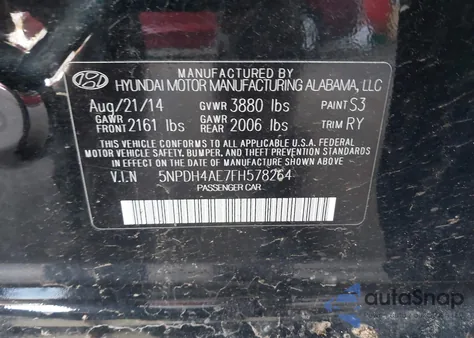 MANUFACTURED BY
HYUNDAI MOTOR MANUFACTURING ALABAMA, LLC
Aug/21/14 GVWR 3880 lbs PAINT S3
GAWR FRONT 2161 lbs GAWR REAR 2006 lbs TRIM RY
THIS VEHICLE CONFORMS TO ALL APPLICABLE U.S. FEDERAL
MOTOR VEHICLE SAFETY, BUMPER, AND THEFT PREVENTION STANDARDS IN
EFFECT ON THE DATE OF MANUFACTURE SHOWN ABOVE.
V.I.N 5NPDH4AE7FH578264
PASSENGER CAR
autoSnap
POWERED BY